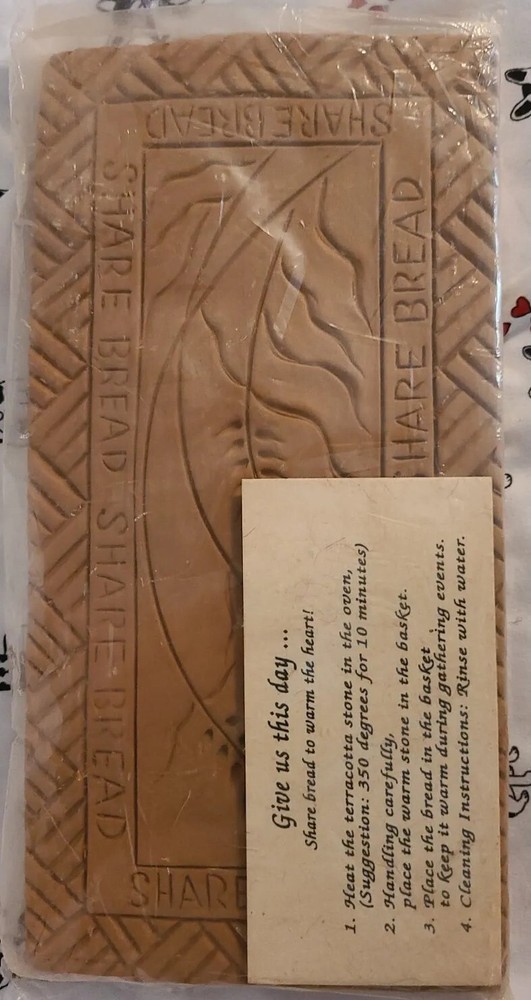 SHARE BREAD
SHARE BREAD SHARE BREAD
SHARE BREAD
SHARE
Give us this day ...
Share bread to warm the heart!
1. Heat the terracotta stone in the oven,
(Suggestion: 350 degrees for 10 minutes)
2. Handling carefully,
place the warm stone in the basket.
3. Place the bread in the basket
to keep it warm during gathering events.
4. Cleaning Instructions: Rinse with water.